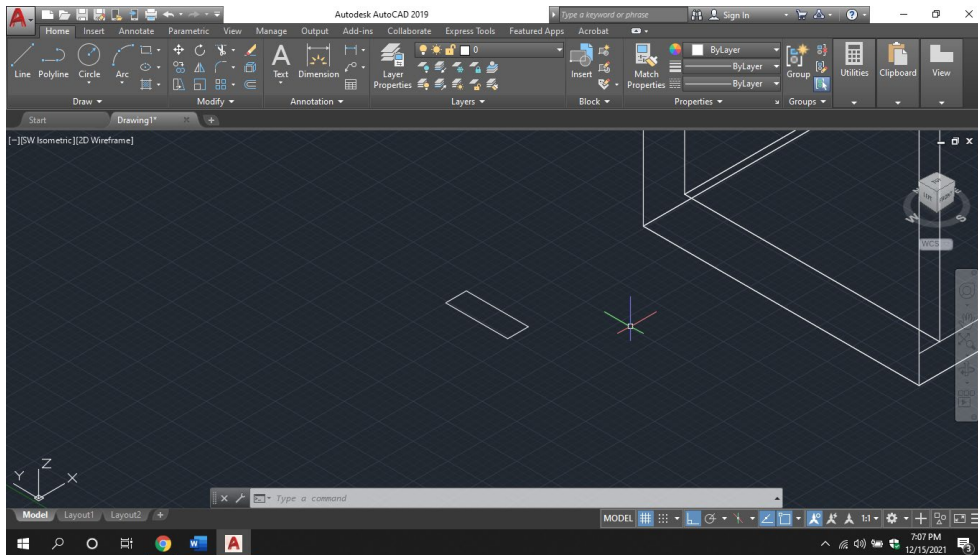 Autodesk AutoCAD 2019
Type a keyword or phrase
Sign In
Home Insert Annotate Parametric View Manage Output Add-ins Collaborate Express Tools Featured Apps Acrobat
Line Polyline Circle Arc
Text Dimension
Layer Properties
0
Insert
Match Properties
ByLayer
ByLayer
ByLayer
Group
Utilities
Clipboard
View
Draw Modify Annotation Layers Block Properties Groups
Start Drawing1*
[−][SW Isometric][2D Wireframe]
W
S
WCS
Z
Y
X
Type a command
Model Layout1 Layout2
MODEL
1:1
7:07 PM
12/15/2021